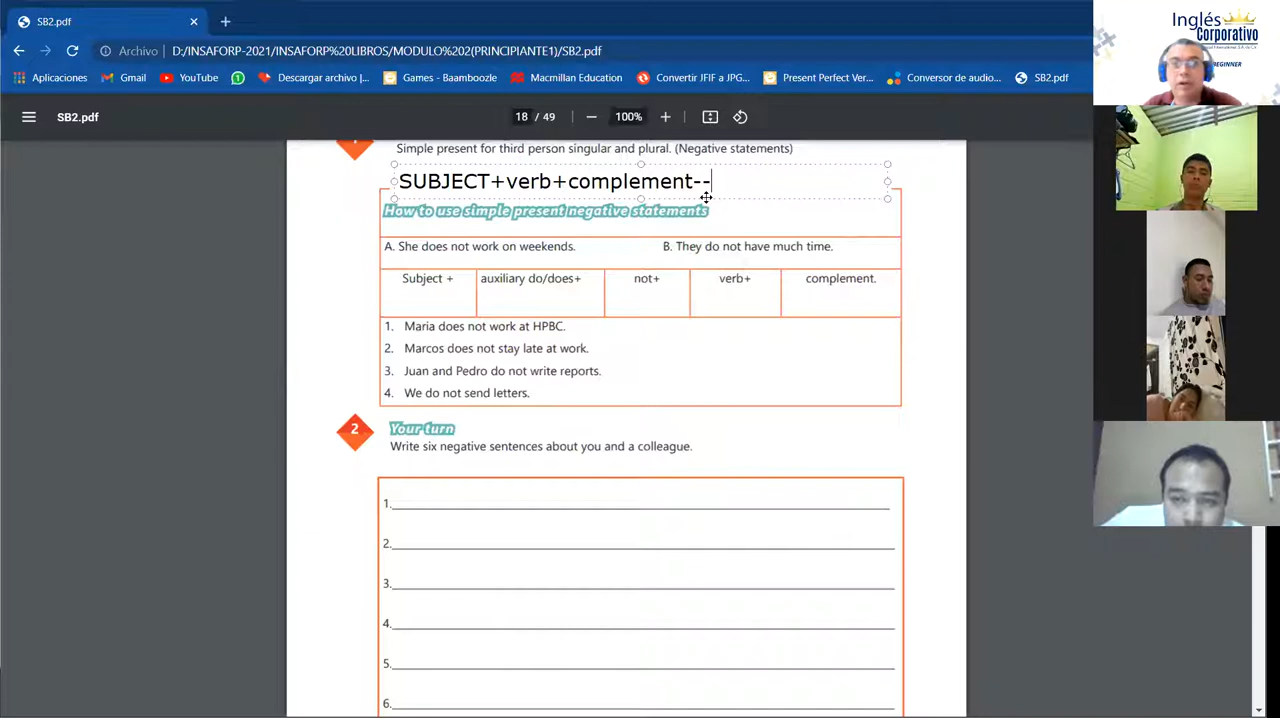 SB2.pdf
Archivo D:/INSAFORP-2021/INSAFORP%20LIBROS/MODULO%202(PRINCIPIANTE1)/SB2.pdf
Aplicaciones Gmail YouTube Descargar archivo |... Games - Baamboozle Macmillan Education Convertir JFIF a JPG... Present Perfect Ver... Conversor de audio... SB2.pdf
SB2.pdf 18 / 49 100%
Simple present for third person singular and plural. (Negative statements)
SUBJECT+verb+complement--
How to use simple present negative statements
A. She does not work on weekends. B. They do not have much time.
Subject + auxiliary do/does+ not+ verb+ complement.
1. Maria does not work at HPBC.
2. Marcos does not stay late at work.
3. Juan and Pedro do not write reports.
4. We do not send letters.
2 Your turn
Write six negative sentences about you and a colleague.
1.
2.
3.
4.
5.
6.
Inglés
Corporativo
BEGINNER